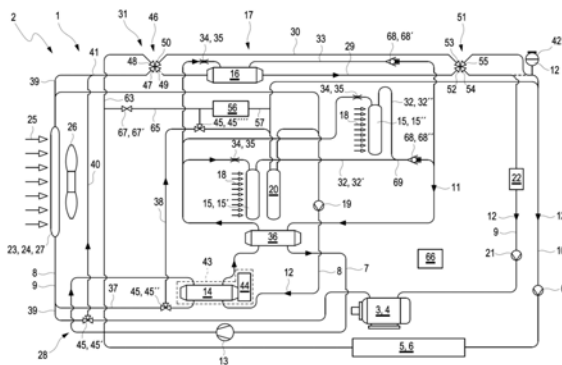 31 46 17 30 51
2 1 50 34, 35 33 68, 68' 53 55 42
41 48 16 29 12
39 47 49 52 54
63 56 34, 35 32, 32''
25 26 67, 67' 65 45, 45''' 57 18 15, 15'' 68, 68''
34, 35
40 18 20 32, 32' 69 22
38 15, 15' 19 11 12 12
23, 24, 27 36 9 10
43 66 21
8 37 44 12 8 7
9 14
39 45, 45'' 3, 4
28 45, 45' 13 5, 6